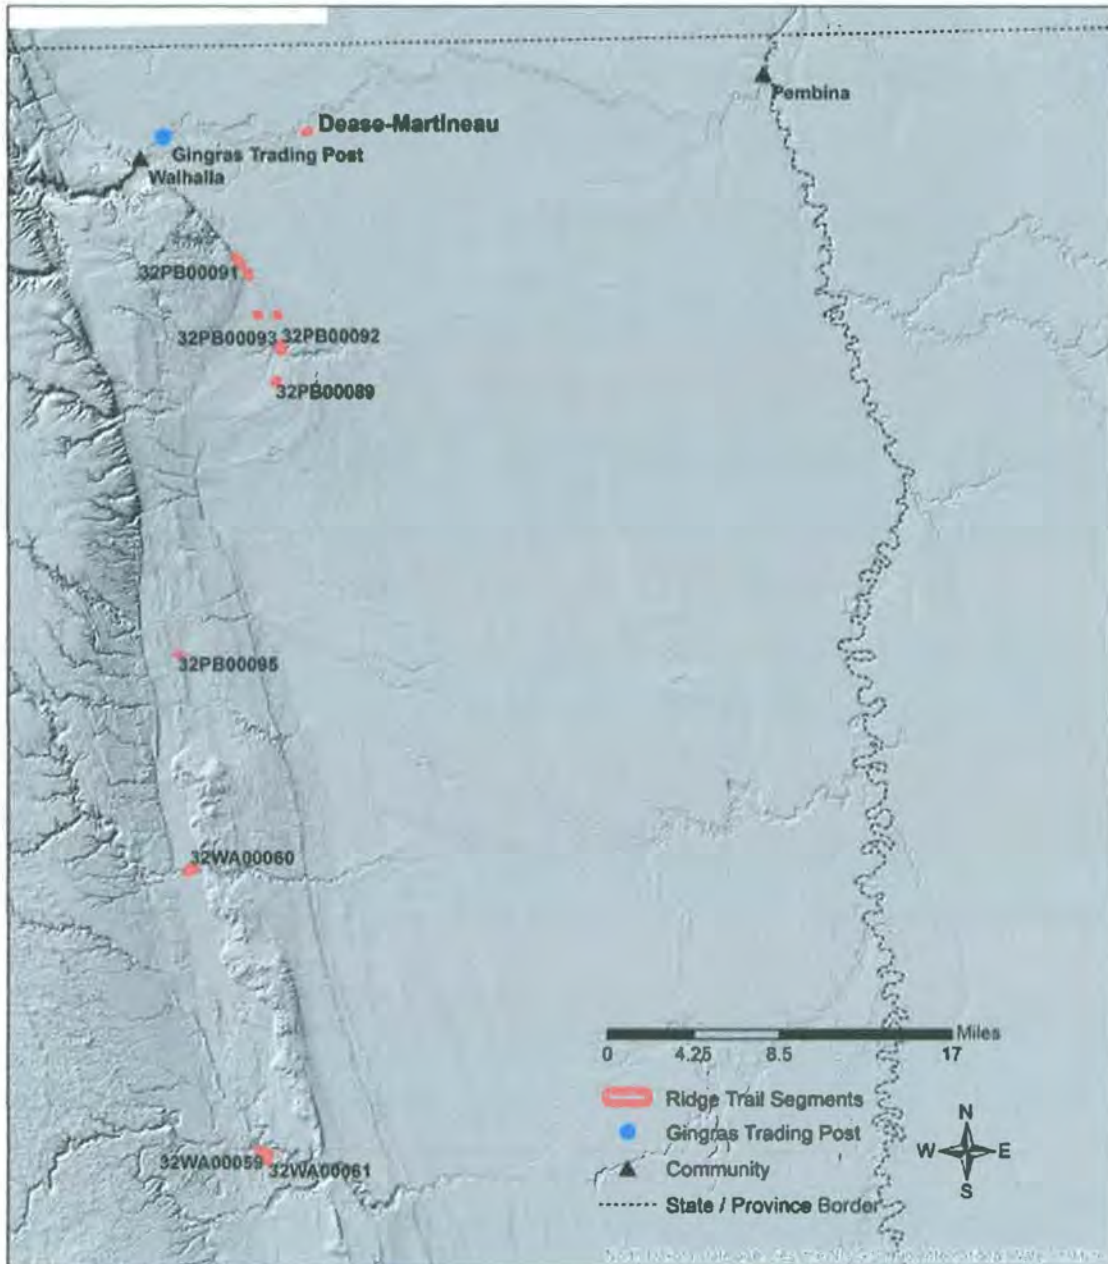 Pembina
Dease-Martineau
Gingras Trading Post
Walhalla
32PB00091
32PB00093
32PB00092
32PB00089
32PB00095
32WA00060
Miles
0 4.25 8.5 17
Ridge Trail Segments
Gingras Trading Post
Community
State / Province Border
N
W E
S
32WA00059
32WA00061